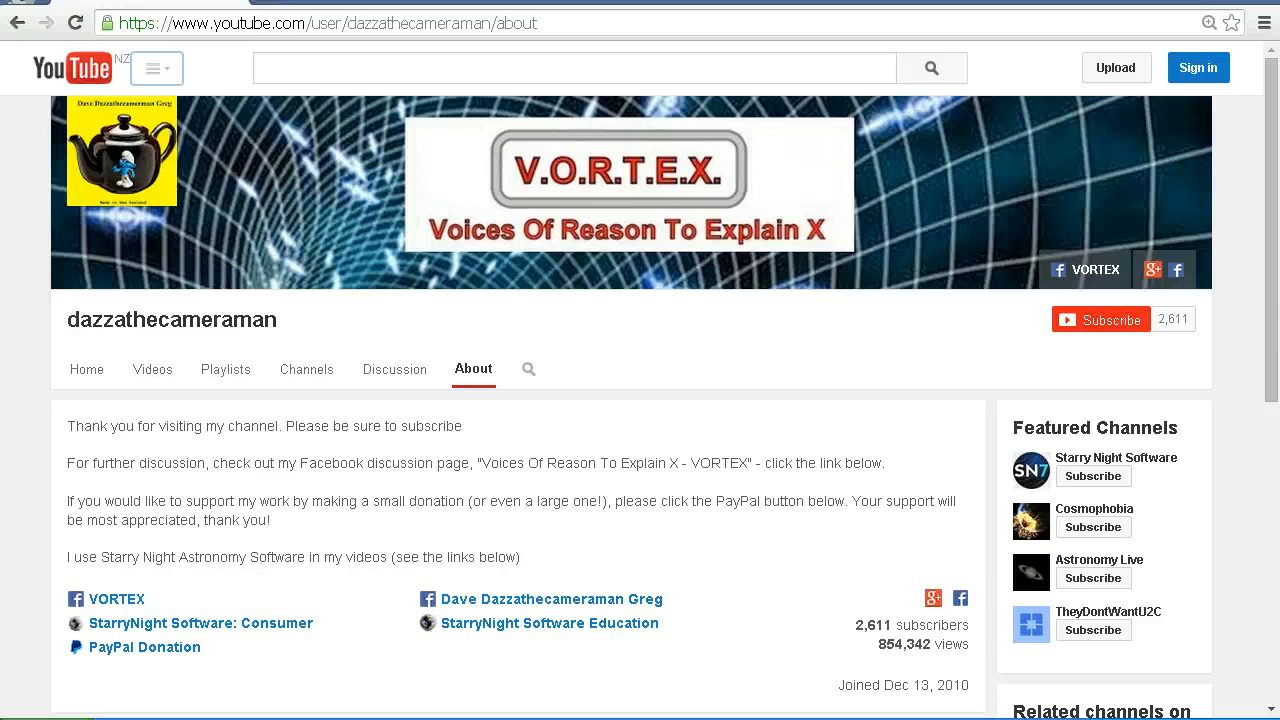 https://www.youtube.com/user/dazzathecameraman/about
YouTube NZ
Upload
Sign in
Dave Dazzathecamerman Greg
Made in New Zealand
V.O.R.T.E.X.
Voices Of Reason To Explain X
VORTEX
dazzathecameraman
Subscribe 2,611
Home Videos Playlists Channels Discussion About
Thank you for visiting my channel. Please be sure to subscribe
For further discussion, check out my Facebook discussion page, "Voices Of Reason To Explain X - VORTEX" - click the link below.
If you would like to support my work by making a small donation (or even a large one!), please click the PayPal button below. Your support will
be most appreciated, thank you!
I use Starry Night Astronomy Software in my videos (see the links below)
VORTEX
Dave Dazzathecameraman Greg
StarryNight Software: Consumer
StarryNight Software Education
PayPal Donation
2,611 subscribers
854,342 views
Joined Dec 13, 2010
Featured Channels
SN7
Starry Night Software
Subscribe
Cosmophobia
Subscribe
Astronomy Live
Subscribe
TheyDontWantU2C
Subscribe
Related channels on